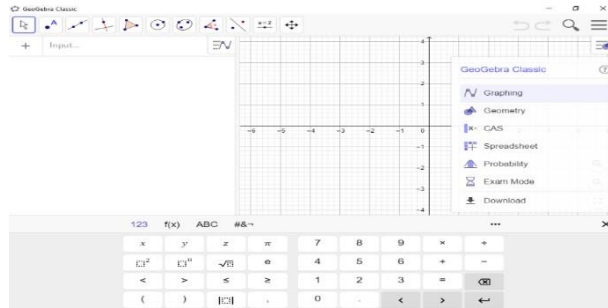 GeoGebra Classic
A
a=2
+ Input...
GeoGebra Classic
Graphing
Geometry
x= CAS
Spreadsheet
Probability
Exam Mode
Download
4
3
2
1
-6 -5 -4 -3 -2 -1 0
-1
-2
-3
-4
123 f(x) ABC #&¬ ... ×
x y z π 7 8 9 × ÷
e 4 5 6 + −
< > ≤ ≥ 1 2 3 =
( ) , 0 . < >